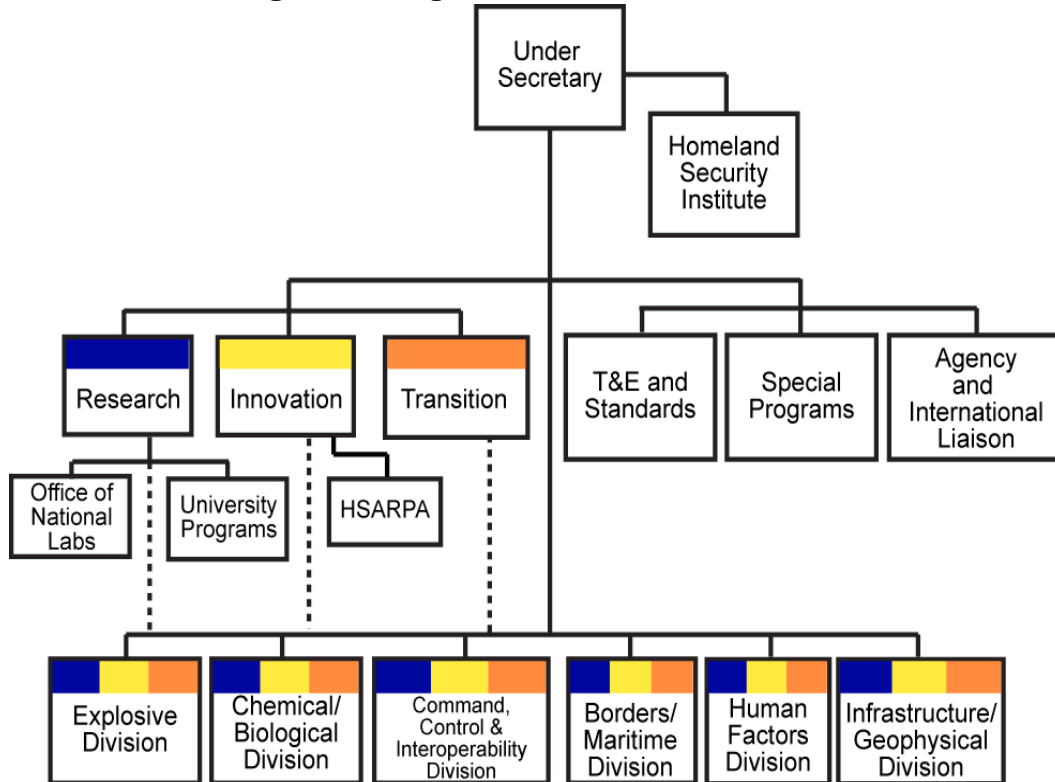 Under
Secretary
Homeland
Security
Institute
Research
Innovation
Transition
T&E and
Standards
Special
Programs
Agency
and
International
Liaison
Office of
National
Labs
University
Programs
HSARPA
Explosive
Division
Chemical/
Biological
Division
Command,
Control &
Interoperability
Division
Borders/
Maritime
Division
Human
Factors
Division
Infrastructure/
Geophysical
Division